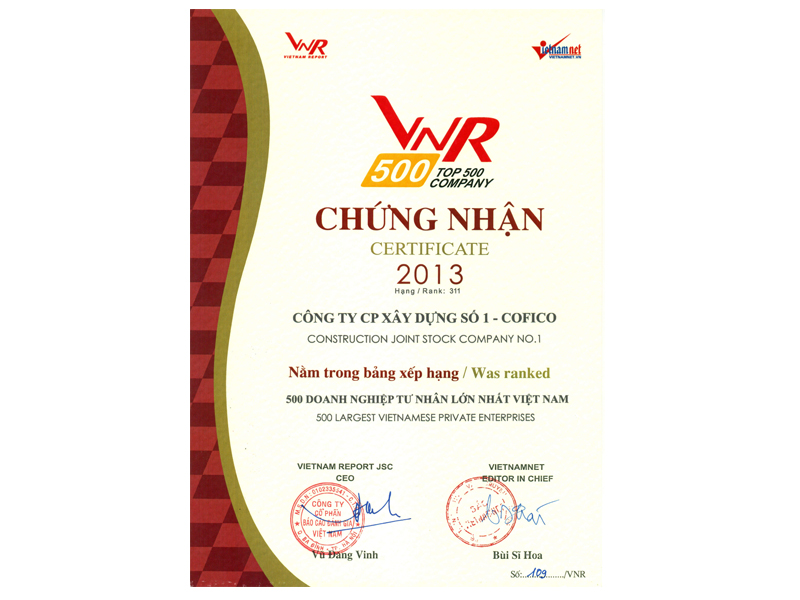 VNR
VIETNAM REPORT
Vietnamnet
VIETNAMNET.VN
VNR
500 TOP 500
COMPANY
CHỨNG NHẬN
CERTIFICATE
2013
Hạng / Rank: 311
CÔNG TY CP XÂY DỰNG SỐ 1 - COFICO
CONSTRUCTION JOINT STOCK COMPANY NO.1
Nằm trong bảng xếp hạng / Was ranked
500 DOANH NGHIỆP TƯ NHÂN LỚN NHẤT VIỆT NAM
500 LARGEST VIETNAMESE PRIVATE ENTERPRISES
VIETNAM REPORT JSC
CEO
VIETNAMNET
EDITOR IN CHIEF
CÔNG TY
CỔ PHẦN
BÁO CÁO ĐÁNH GIÁ
VIỆT NAM
Vũ Đăng Vinh
Bùi Sĩ Hoa
Số:...109......../VNR